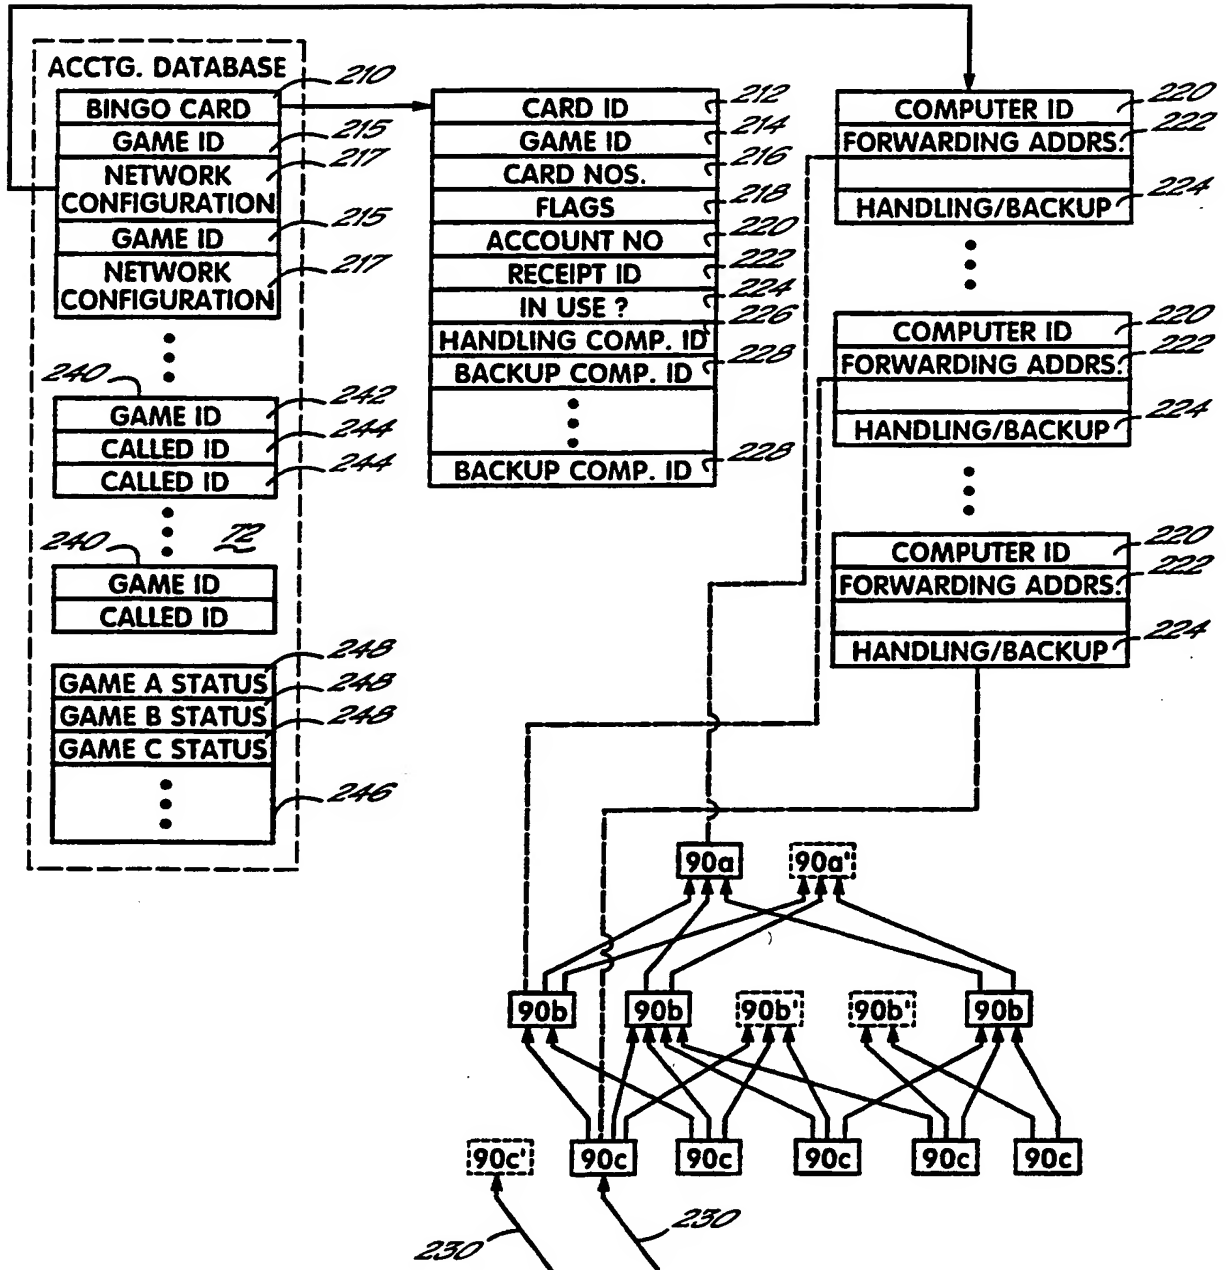 ACCTG. DATABASE
210
BINGO CARD
215
GAME ID
217
NETWORK
CONFIGURATION
215
GAME ID
217
NETWORK
CONFIGURATION
240
242
GAME ID
244
CALLED ID
244
CALLED ID
72
240
GAME ID
CALLED ID
248
GAME A STATUS
248
GAME B STATUS
248
GAME C STATUS
246
CARD ID 212
GAME ID 214
CARD NOS. 216
FLAGS 218
ACCOUNT NO 220
RECEIPT ID 222
IN USE ? 224
226
HANDLING COMP. ID
BACKUP COMP. ID 228
BACKUP COMP. ID 228
COMPUTER ID 220
FORWARDING ADDRS. 222
HANDLING/BACKUP 224
COMPUTER ID 220
FORWARDING ADDRS. 222
HANDLING/BACKUP 224
COMPUTER ID 220
FORWARDING ADDRS. 222
HANDLING/BACKUP 224
90a 90a'
90b 90b 90b' 90b' 90b
90c' 90c 90c 90c 90c 90c
230 230